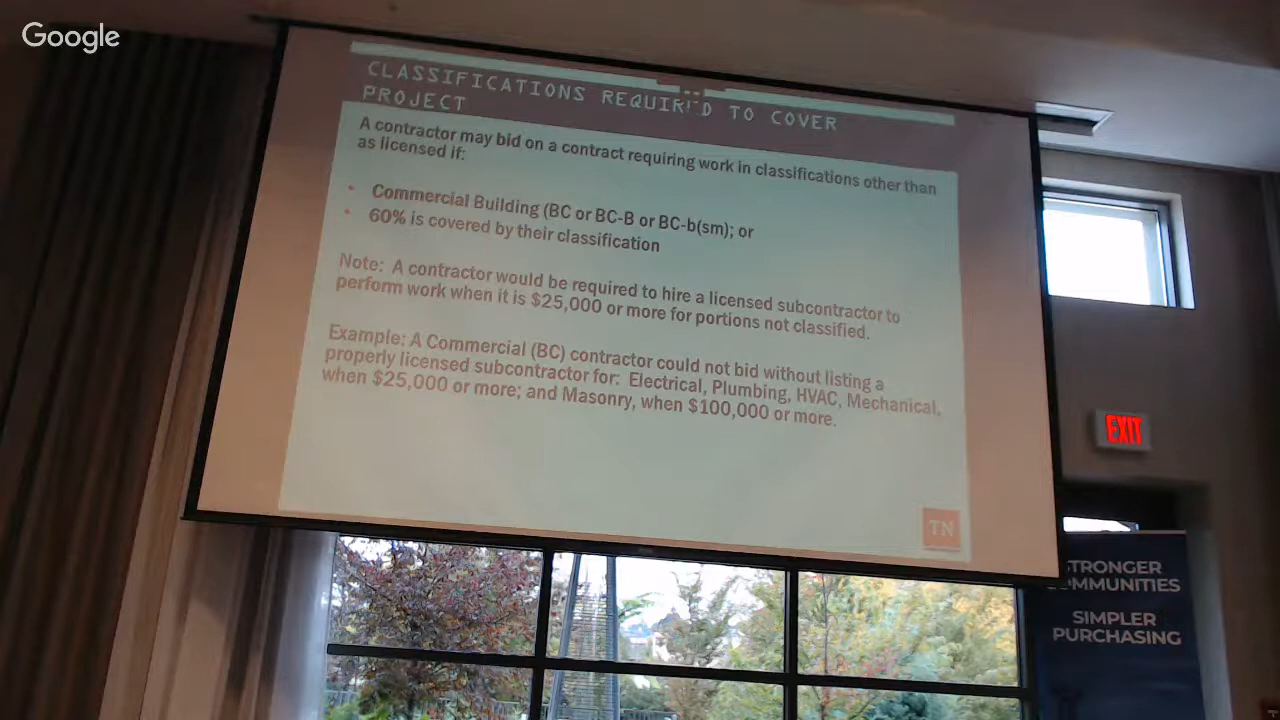 Google
CLASSIFICATIONS REQUIRED TO COVER
PROJECT
A contractor may bid on a contract requiring work in classifications other than
as licensed if:
• Commercial Building (BC or BC-B or BC-b(sm); or
• 60% is covered by their classification
Note: A contractor would be required to hire a licensed subcontractor to
perform work when it is $25,000 or more for portions not classified.
Example: A Commercial (BC) contractor could not bid without listing a
properly licensed subcontractor for: Electrical, Plumbing, HVAC, Mechanical,
when $25,000 or more; and Masonry, when $100,000 or more.
TN
EXIT
STRONGER
COMMUNITIES
SIMPLER
PURCHASING